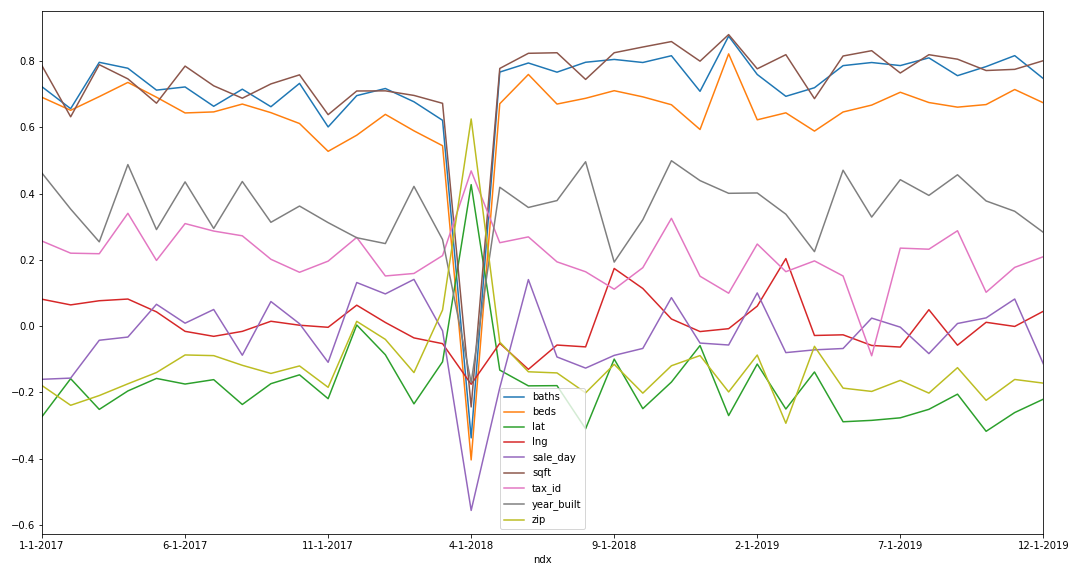 0.8
0.6
0.4
0.2
0.0
−0.2
−0.4
−0.6
baths
beds
lat
lng
sale_day
sqft
tax_id
year_built
zip
1-1-2017 6-1-2017 11-1-2017 4-1-2018 9-1-2018 2-1-2019 7-1-2019 12-1-2019
ndx